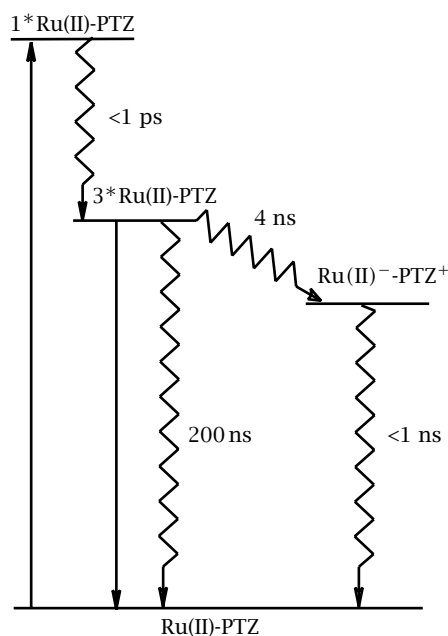 1*Ru(II)-PTZ
<1 ps
3*Ru(II)-PTZ
4 ns
Ru(II)⁻-PTZ⁺
200 ns
<1 ns
Ru(II)-PTZ